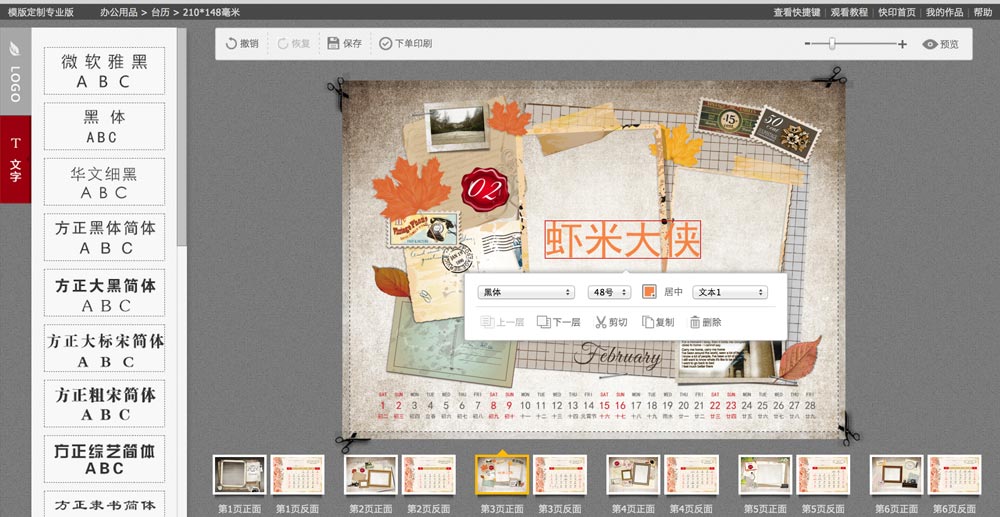 模版定制专业版 办公用品 > 台历 > 210*148毫米 查看快捷键 观看教程 快印首页 我的作品 帮助
LOGO
T 文字
微软雅黑
A B C
黑 体
ABC
华文细黑
A B C
方正黑体简体
A B C
方正大黑简体
A B C
方正大标宋简体
A B C
方正粗宋简体
A B C
方正综艺简体
A B C
方正隶书简体
撤销 恢复 保存 下单印刷 预览
45
50
02
虾米大侠
黑体 48号 居中 文本1
上一层 下一层 剪切 复制 删除
February
SAT SUN MON TUE WED THU FRI SAT SUN MON TUE WED THU FRI SAT SUN MON TUE WED THU FRI SAT SUN MON TUE WED THU FRI
1 2 3 4 5 6 7 8 9 10 11 12 13 14 15 16 17 18 19 20 21 22 23 24 25 26 27 28
第1页正面 第1页反面 第2页正面 第2页反面 第3页正面 第3页反面 第4页正面 第4页反面 第5页正面 第5页反面 第6页正面 第6页反面